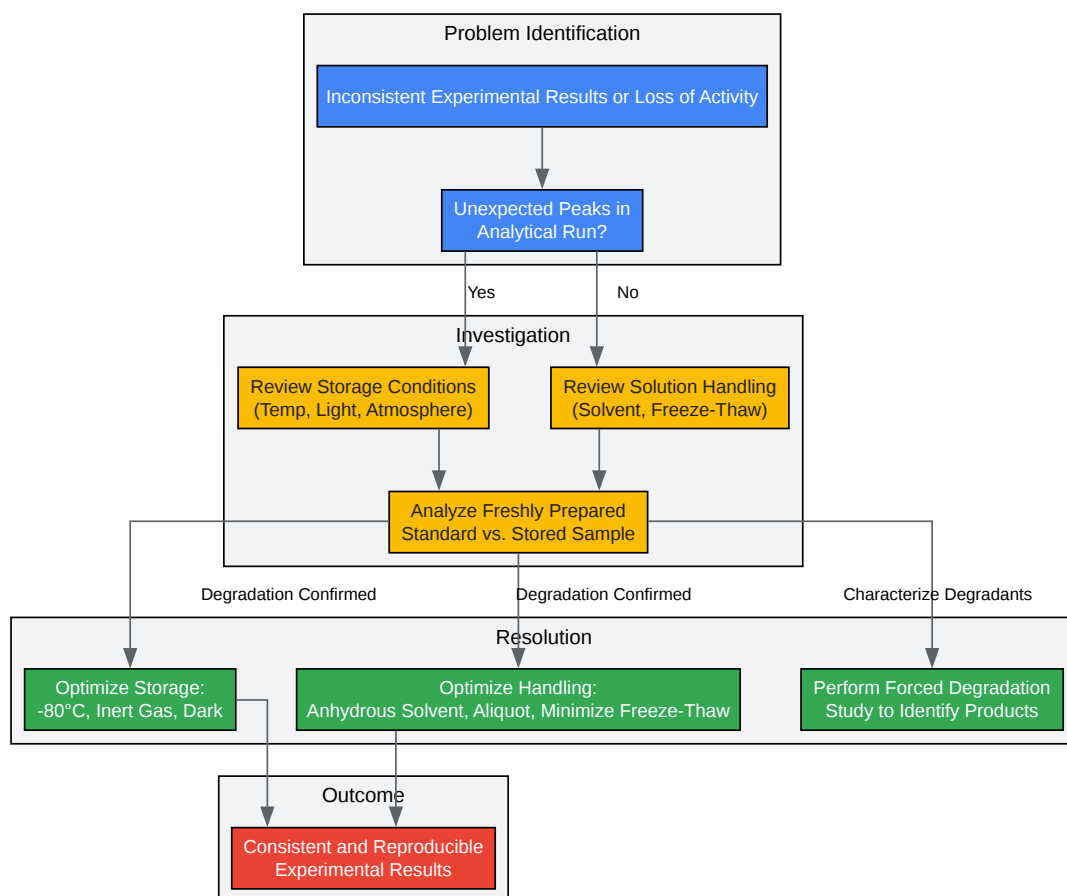 Problem Identification
Inconsistent Experimental Results or Loss of Activity
Unexpected Peaks in
Analytical Run?
Yes
No
Investigation
Review Storage Conditions
(Temp, Light, Atmosphere)
Review Solution Handling
(Solvent, Freeze-Thaw)
Analyze Freshly Prepared
Standard vs. Stored Sample
Degradation Confirmed
Degradation Confirmed
Characterize Degradants
Resolution
Optimize Storage:
-80°C, Inert Gas, Dark
Optimize Handling:
Anhydrous Solvent, Aliquot, Minimize Freeze-Thaw
Perform Forced Degradation
Study to Identify Products
Outcome
Consistent and Reproducible
Experimental Results